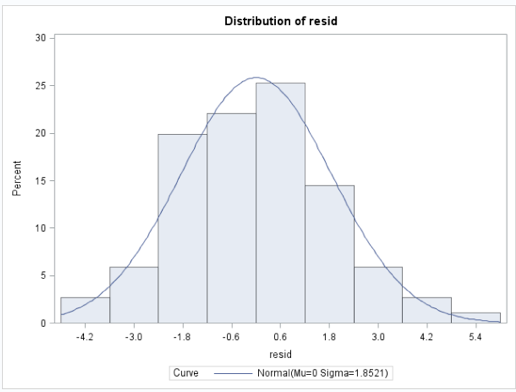 Distribution of resid
30
25
20
15
10
5
0
Percent
-4.2 -3.0 -1.8 -0.6 0.6 1.8 3.0 4.2 5.4
resid
Curve Normal(Mu=0 Sigma=1.8521)